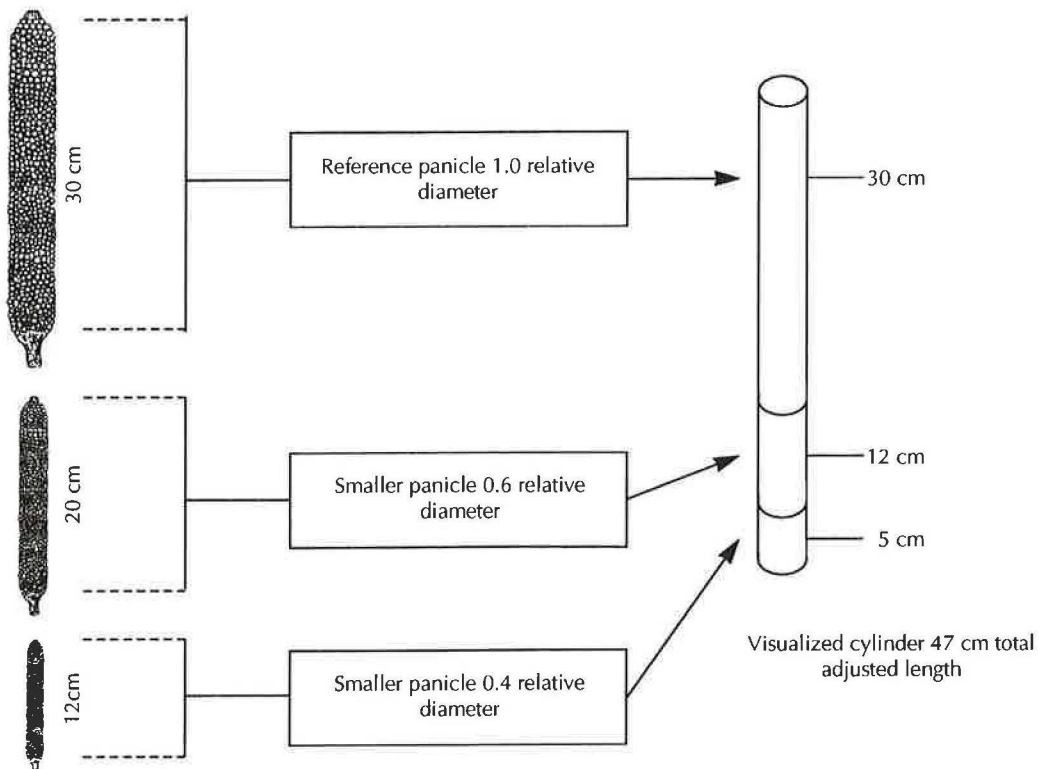 30 cm
Reference panicle 1.0 relative
diameter
30 cm
20 cm
Smaller panicle 0.6 relative
diameter
12 cm
12cm
Smaller panicle 0.4 relative
diameter
5 cm
Visualized cylinder 47 cm total
adjusted length